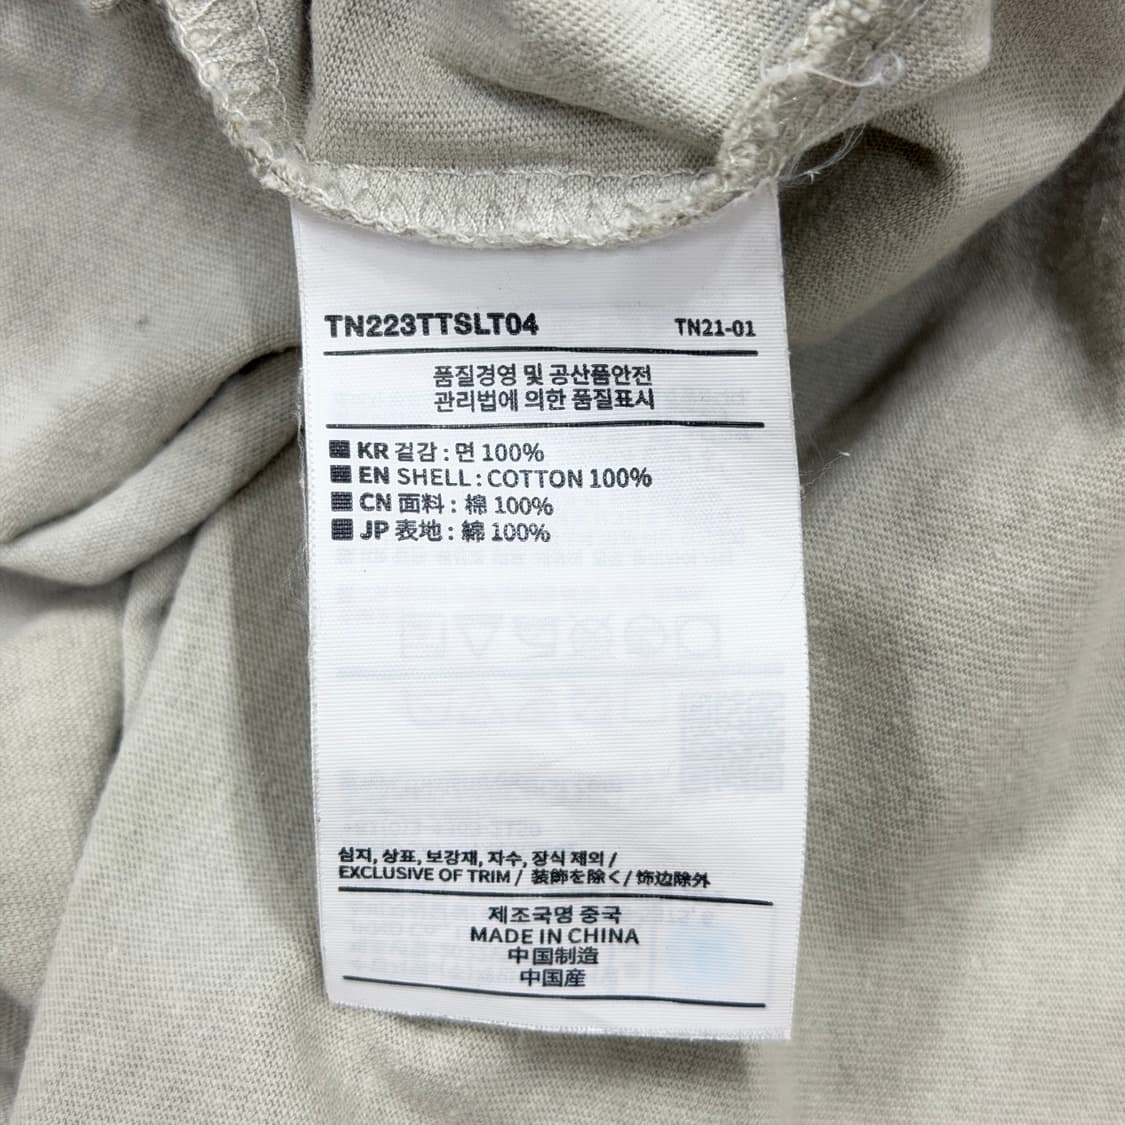 TN223TTSLT04 TN21-01
품질경영 및 공산품안전
관리법에 의한 품질표시
KR 겉감 : 면 100%
EN SHELL : COTTON 100%
CN 面料 : 棉 100%
JP 表地 : 綿 100%
심지, 상표, 보강재, 자수, 장식 제외 /
EXCLUSIVE OF TRIM / 装飾を除く / 饰边除外
제조국명 중국
MADE IN CHINA
中国制造
中国産